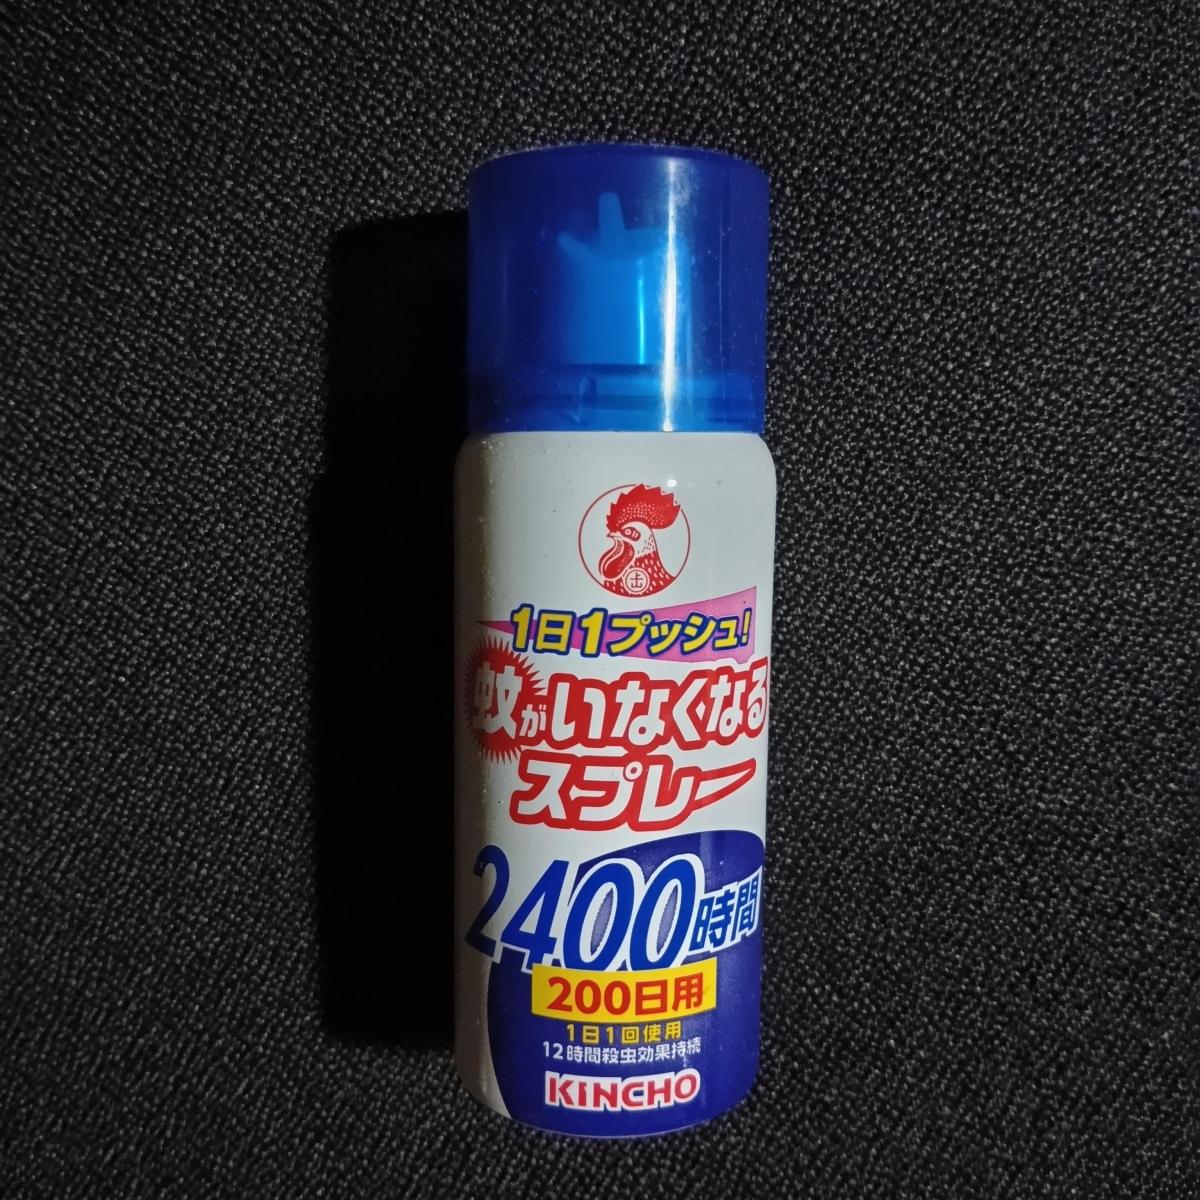 1日1プッシュ!
蚊がいなくなる
スプレー
2400時間
200日用
1日1回使用
12時間殺虫効果持続
KINCHO